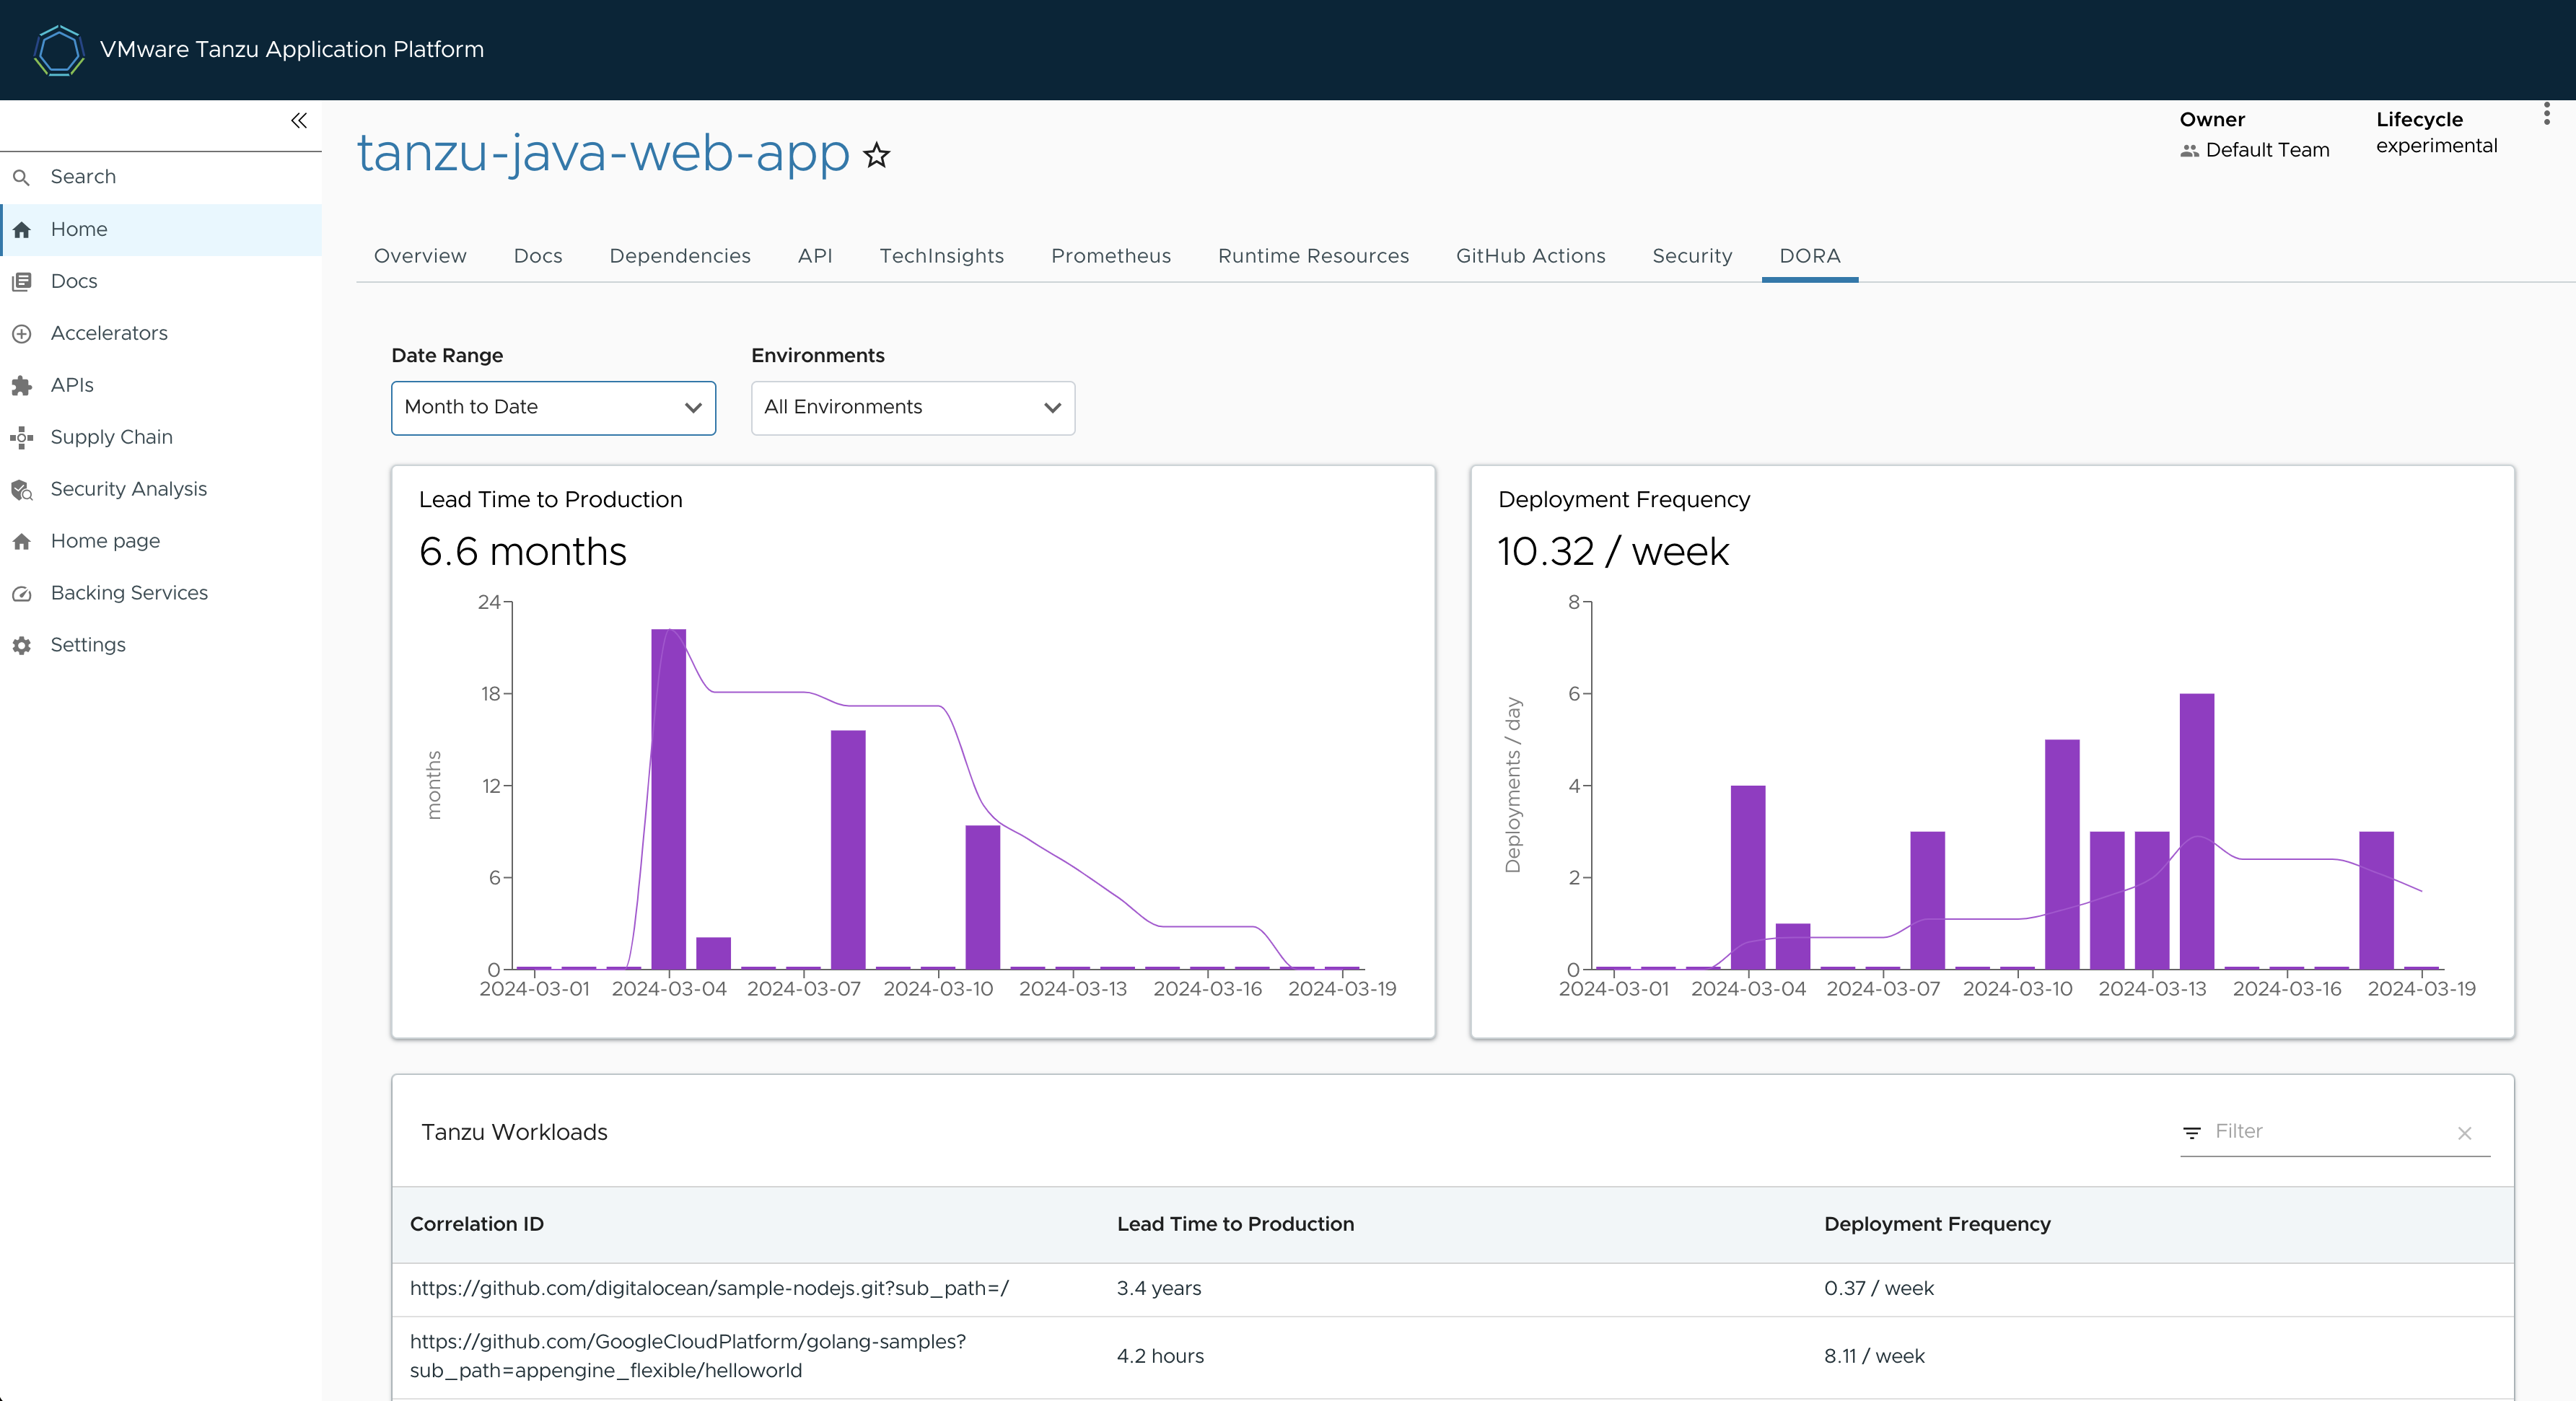 VMware Tanzu Application Platform
Search
Home
Docs
Accelerators
APIs
Supply Chain
Security Analysis
Home page
Backing Services
Settings
tanzu-java-web-app
Owner
Default Team
Lifecycle
experimental
Overview Docs Dependencies API TechInsights Prometheus Runtime Resources GitHub Actions Security DORA
Date Range
Month to Date
Environments
All Environments
Lead Time to Production
6.6 months
24
18
12
6
0
months
2024-03-01 2024-03-04 2024-03-07 2024-03-10 2024-03-13 2024-03-16 2024-03-19
Deployment Frequency
10.32 / week
8
6
4
2
0
Deployments / day
2024-03-01 2024-03-04 2024-03-07 2024-03-10 2024-03-13 2024-03-16 2024-03-19
Tanzu Workloads
Filter
Correlation ID Lead Time to Production Deployment Frequency
https://github.com/digitalocean/sample-nodejs.git?sub_path=/ 3.4 years 0.37 / week
https://github.com/GoogleCloudPlatform/golang-samples?
sub_path=appengine_flexible/helloworld
4.2 hours 8.11 / week